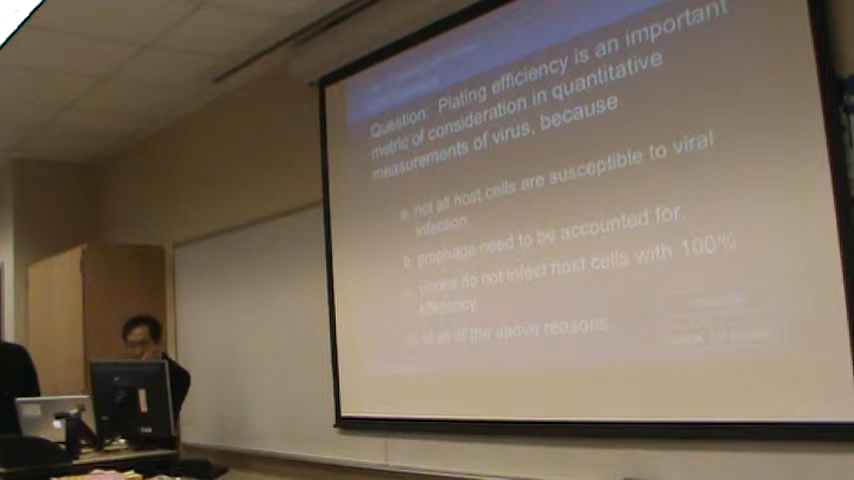 Question: Plating efficiency is an important
metric of consideration in quantitative
measurements of virus, because
a. not all host cells are susceptible to viral
infection.
b. prophage need to be accounted for.
c. viruses do not infect host cells with 100%
efficiency.
all of the above reasons.